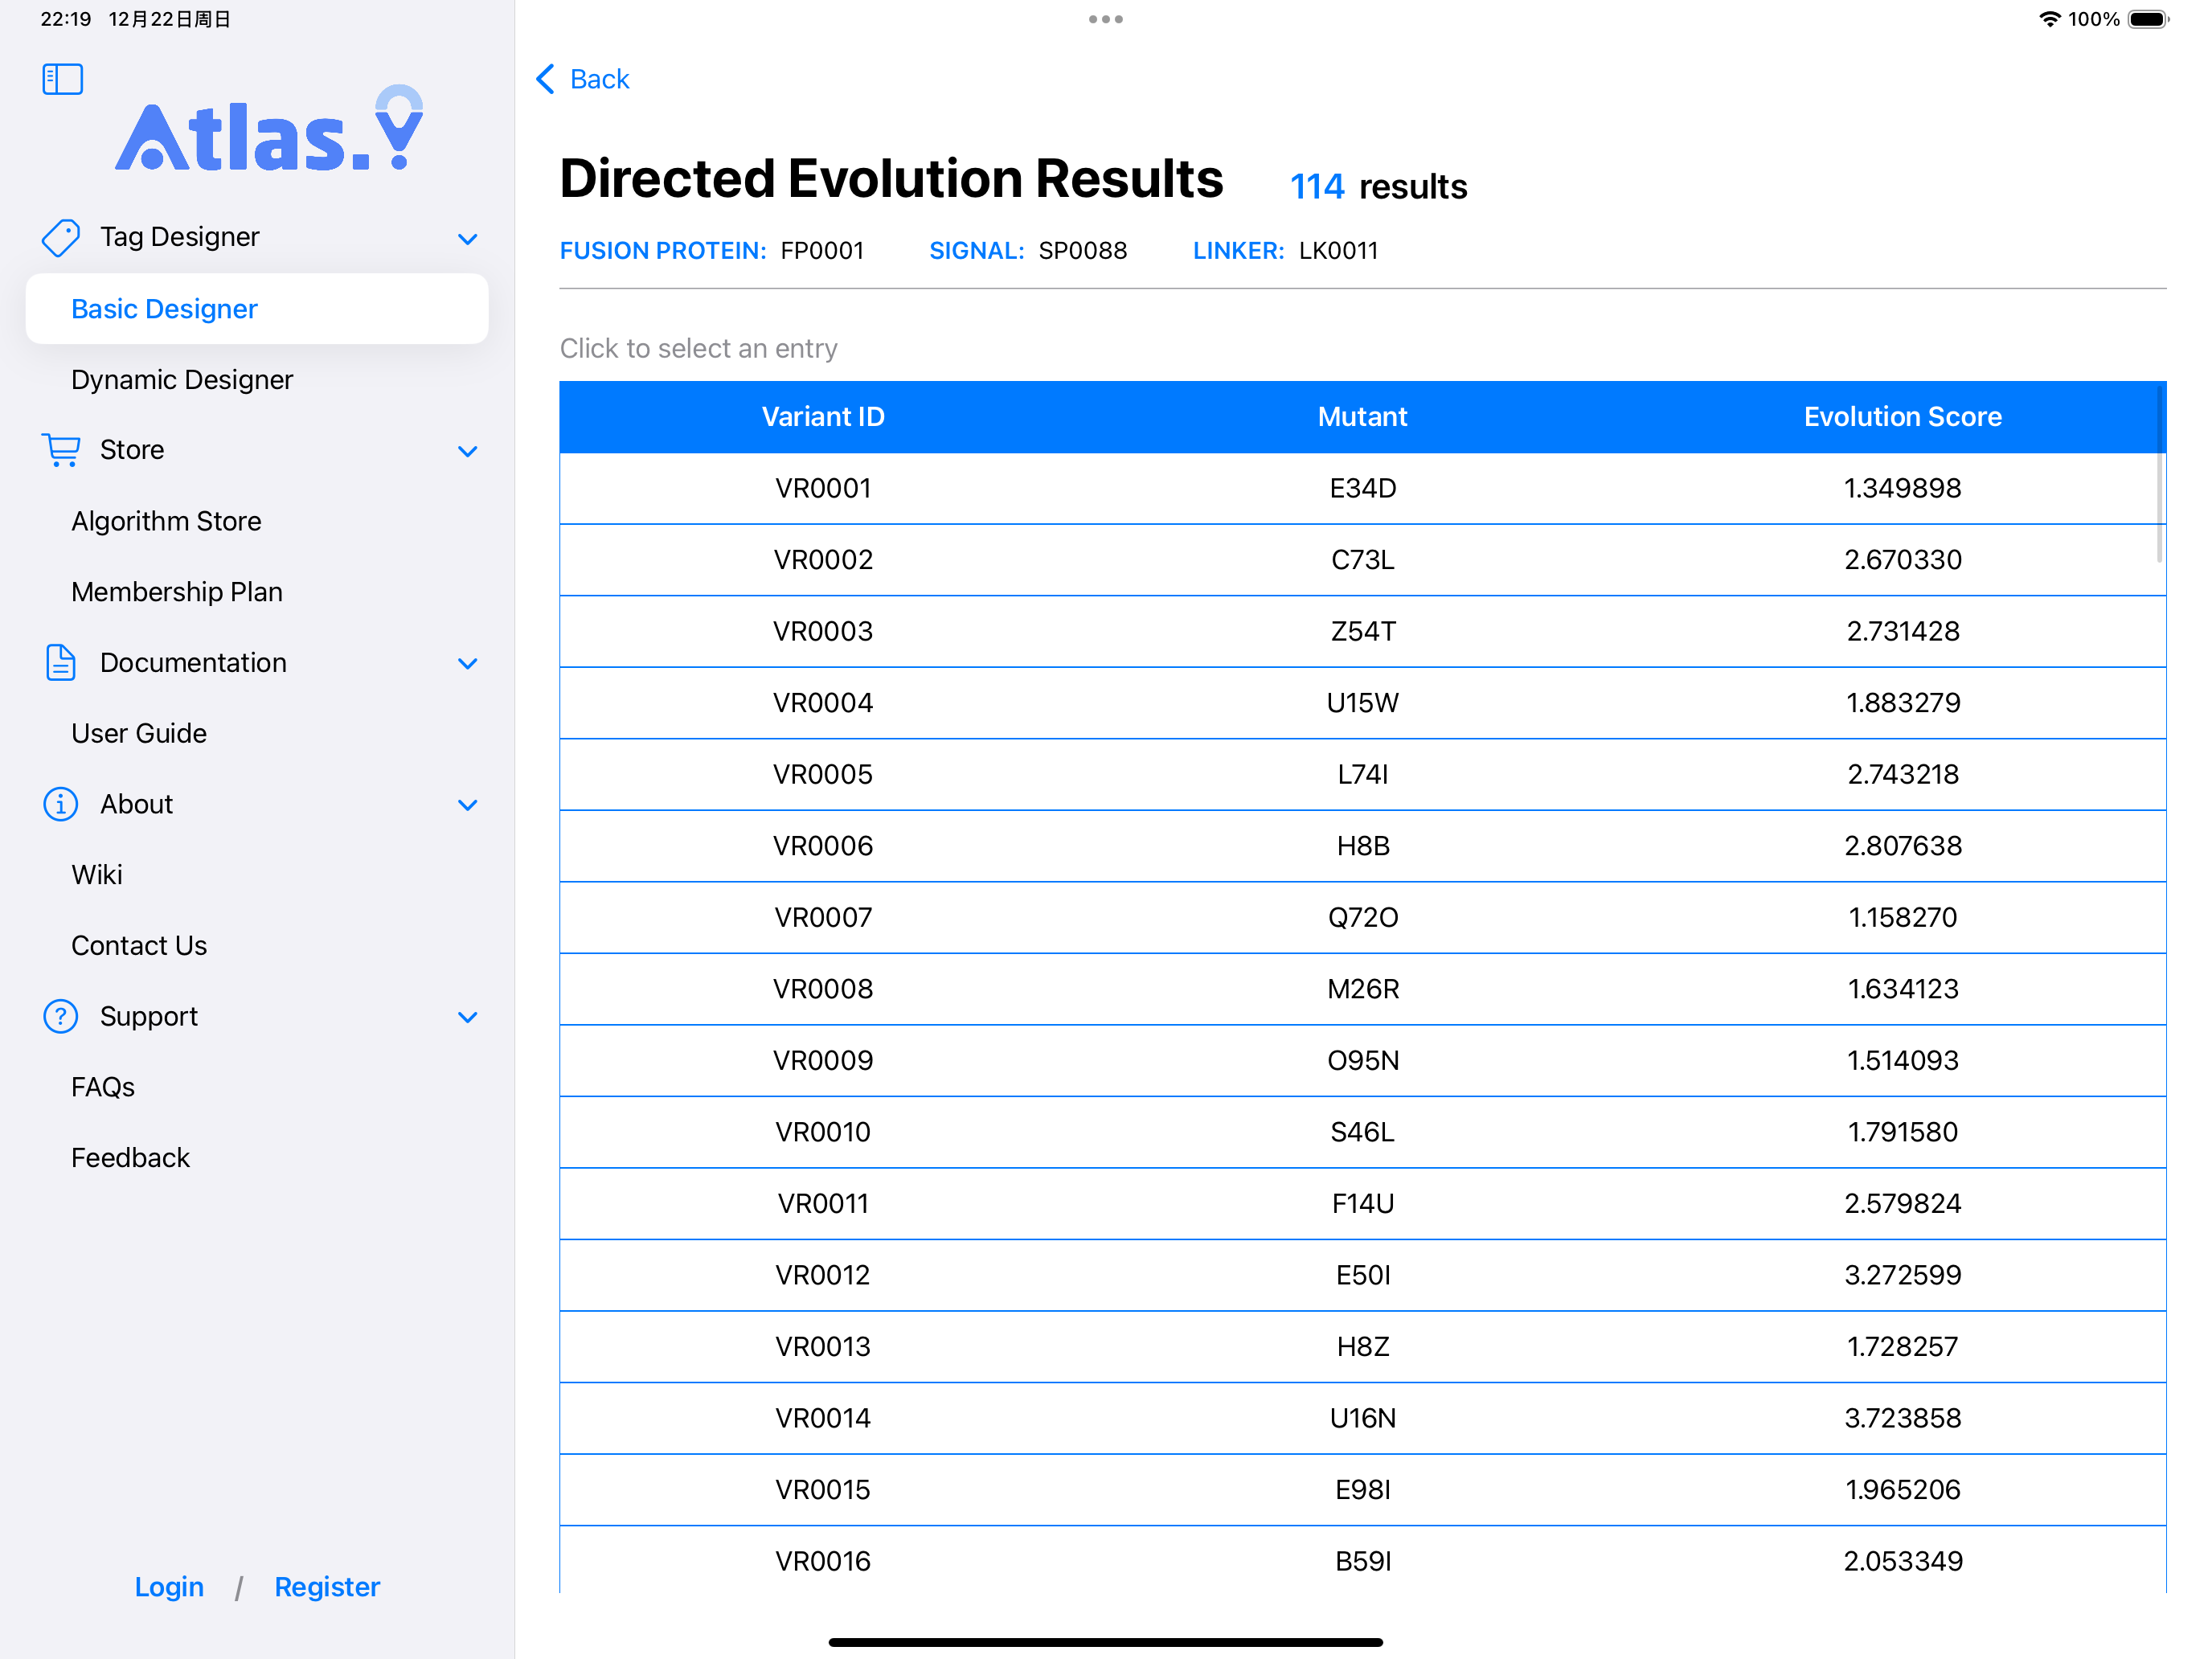 22:19 12月22日周日
100%
Atlas.
Tag Designer
Basic Designer
Dynamic Designer
Store
Algorithm Store
Membership Plan
Documentation
User Guide
About
Wiki
Contact Us
Support
FAQs
Feedback
Login / Register
Back
Directed Evolution Results 114 results
FUSION PROTEIN: FP0001 SIGNAL: SP0088 LINKER: LK0011
Click to select an entry
Variant ID Mutant Evolution Score
VR0001 E34D 1.349898
VR0002 C73L 2.670330
VR0003 Z54T 2.731428
VR0004 U15W 1.883279
VR0005 L74I 2.743218
VR0006 H8B 2.807638
VR0007 Q72O 1.158270
VR0008 M26R 1.634123
VR0009 O95N 1.514093
VR0010 S46L 1.791580
VR0011 F14U 2.579824
VR0012 E50I 3.272599
VR0013 H8Z 1.728257
VR0014 U16N 3.723858
VR0015 E98I 1.965206
VR0016 B59I 2.053349